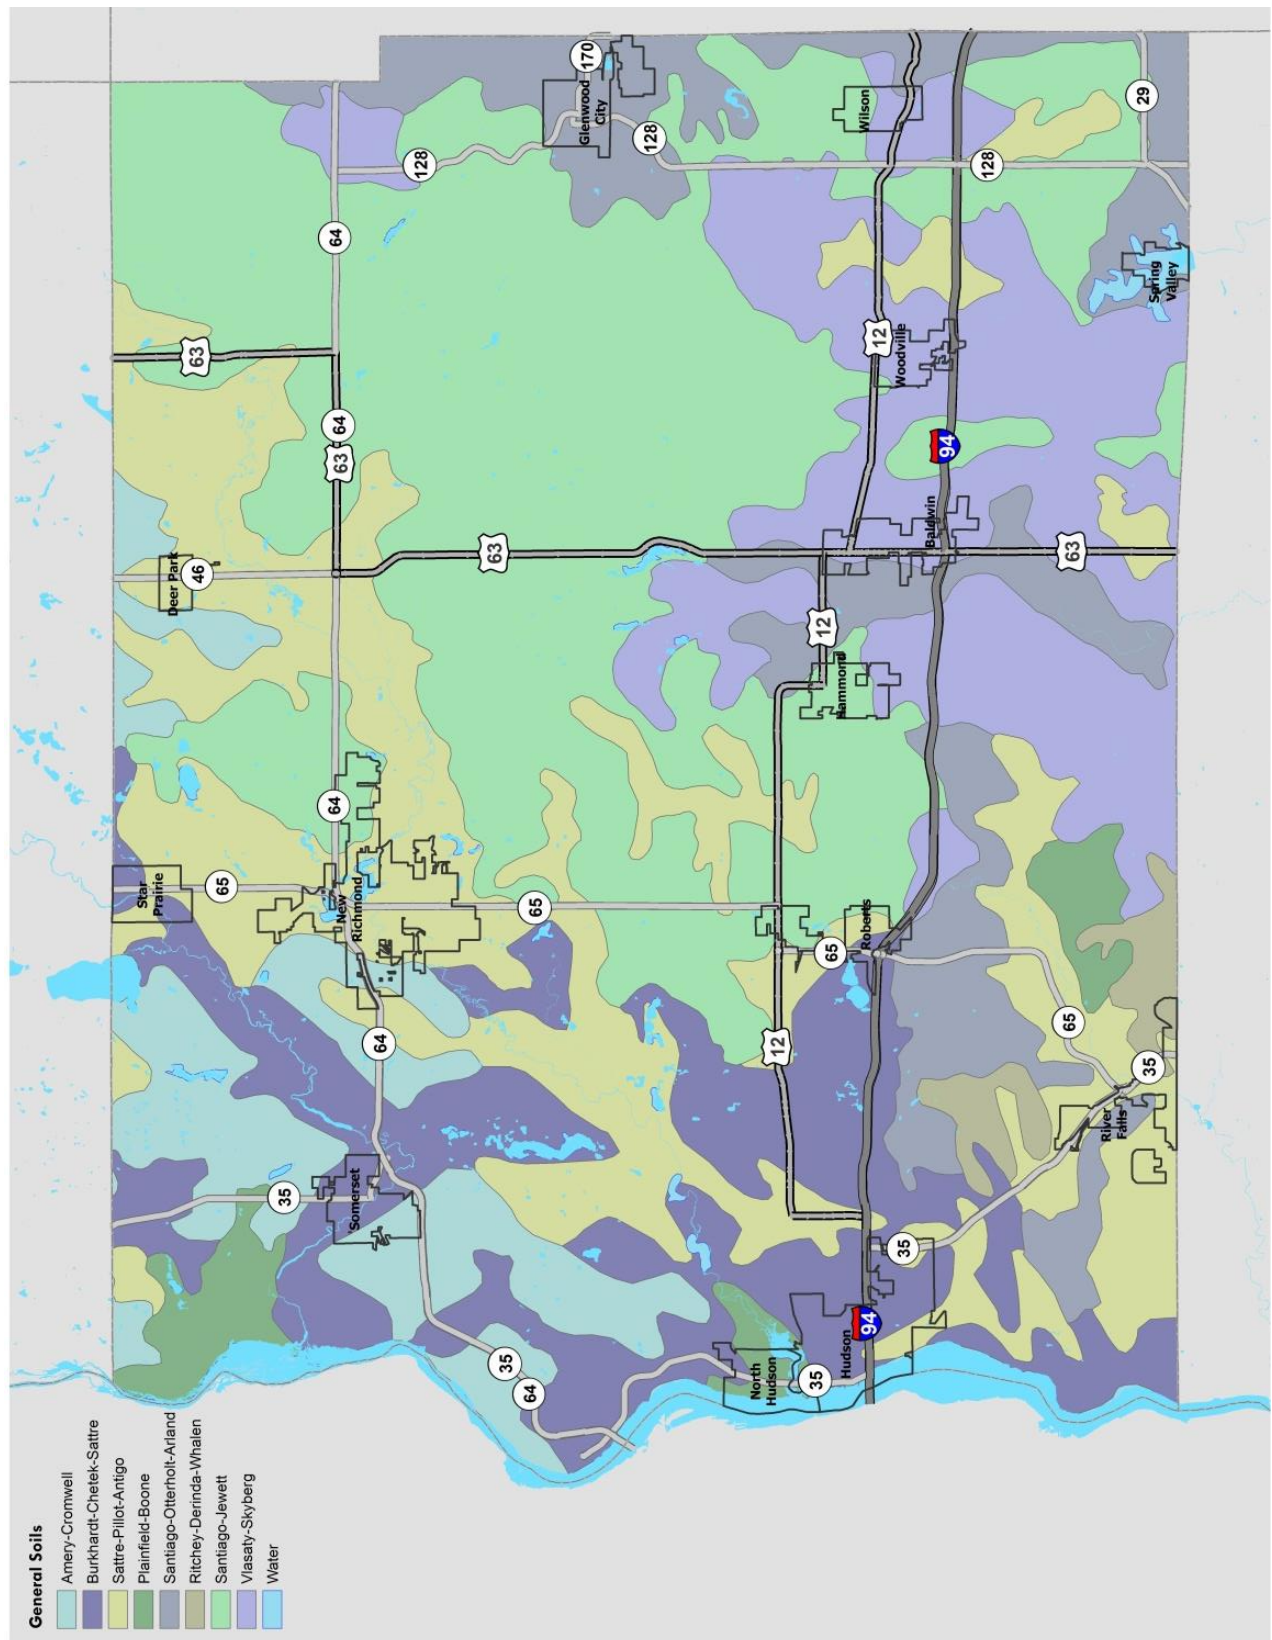 General Soils
Amery-Cromwell
Burkhardt-Chetek-Sattre
Sattre-Pillot-Antigo
Plainfield-Boone
Santiago-Otterholt-Arland
Ritchey-Derinda-Whalen
Santiago-Jewett
Vlasaty-Skyberg
Water
Star
Prairie
65
Deer Park
46
63
64
64
63
64
128
Glenwood
City
170
128
35
Somerset
64
New
Richmond
65
63
35
64
North
Hudson
35
Hudson
94
12
65
Roberts
Hammond
12
Baldwin
94
12
Woodville
Wilson
128
29
Spring
Valley
63
35
65
35
River
Falls